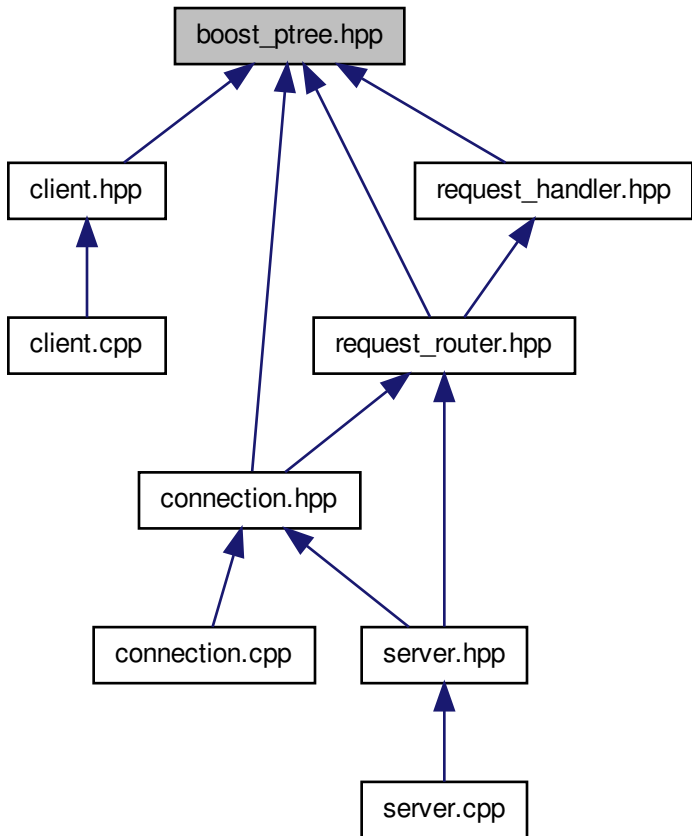 boost_ptree.hpp
client.hpp
request_handler.hpp
client.cpp
request_router.hpp
connection.hpp
connection.cpp
server.hpp
server.cpp